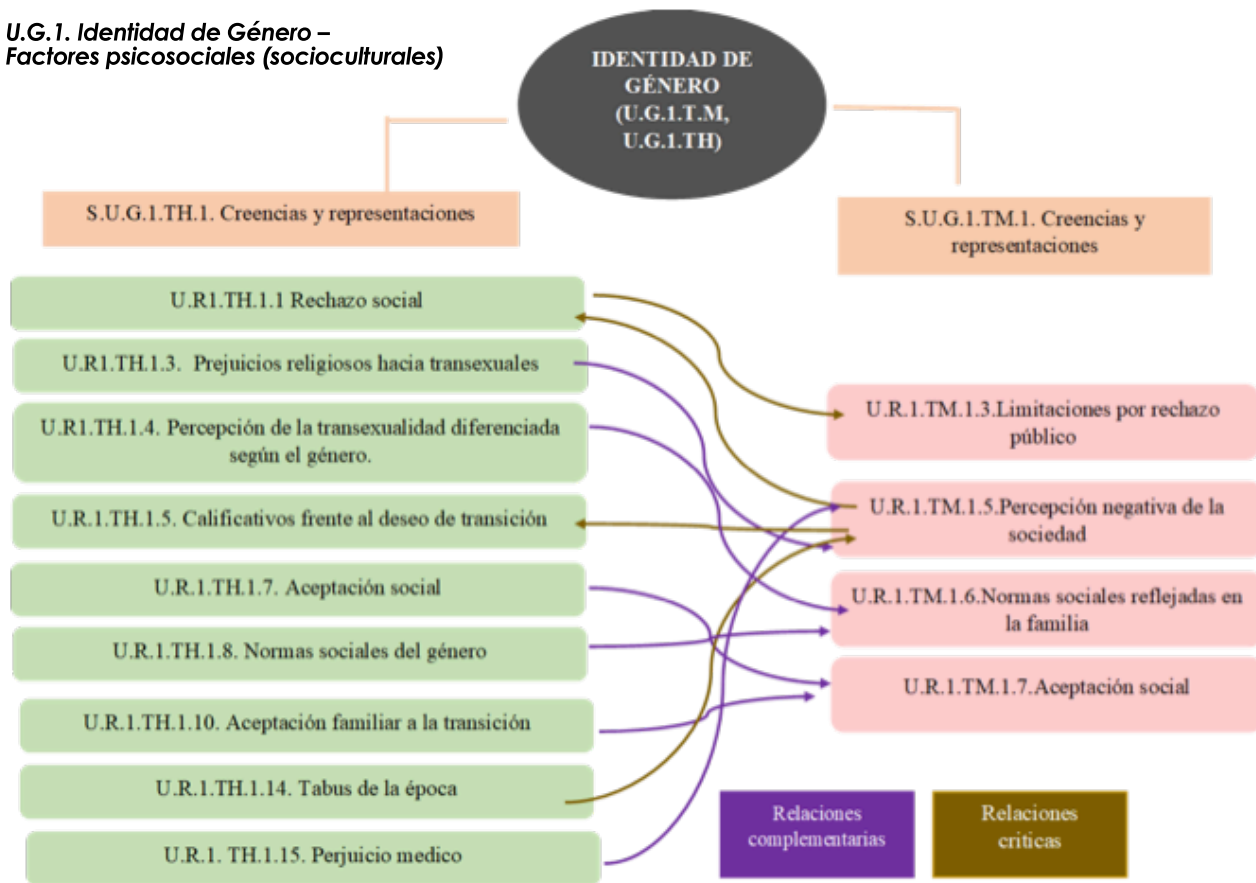 U.G.1. Identidad de Género –
Factores psicosociales (socioculturales)
IDENTIDAD DE
GÉNERO
(U.G.1.T.M,
U.G.1.TH)
S.U.G.1.TH.1. Creencias y representaciones
S.U.G.1.TM.1. Creencias y
representaciones
U.R1.TH.1.1 Rechazo social
U.R1.TH.1.3. Prejuicios religiosos hacia transexuales
U.R1.TH.1.4. Percepción de la transexualidad diferenciada
según el género.
U.R.1.TH.1.5. Calificativos frente al deseo de transición
U.R.1.TH.1.7. Aceptación social
U.R.1.TH.1.8. Normas sociales del género
U.R.1.TH.1.10. Aceptación familiar a la transición
U.R.1.TH.1.14. Tabus de la época
U.R.1. TH.1.15. Perjuicio medico
U.R.1.TM.1.3.Limitaciones por rechazo
público
U.R.1.TM.1.5.Percepción negativa de la
sociedad
U.R.1.TM.1.6.Normas sociales reflejadas en
la familia
U.R.1.TM.1.7.Aceptación social
Relaciones
complementarias
Relaciones
criticas